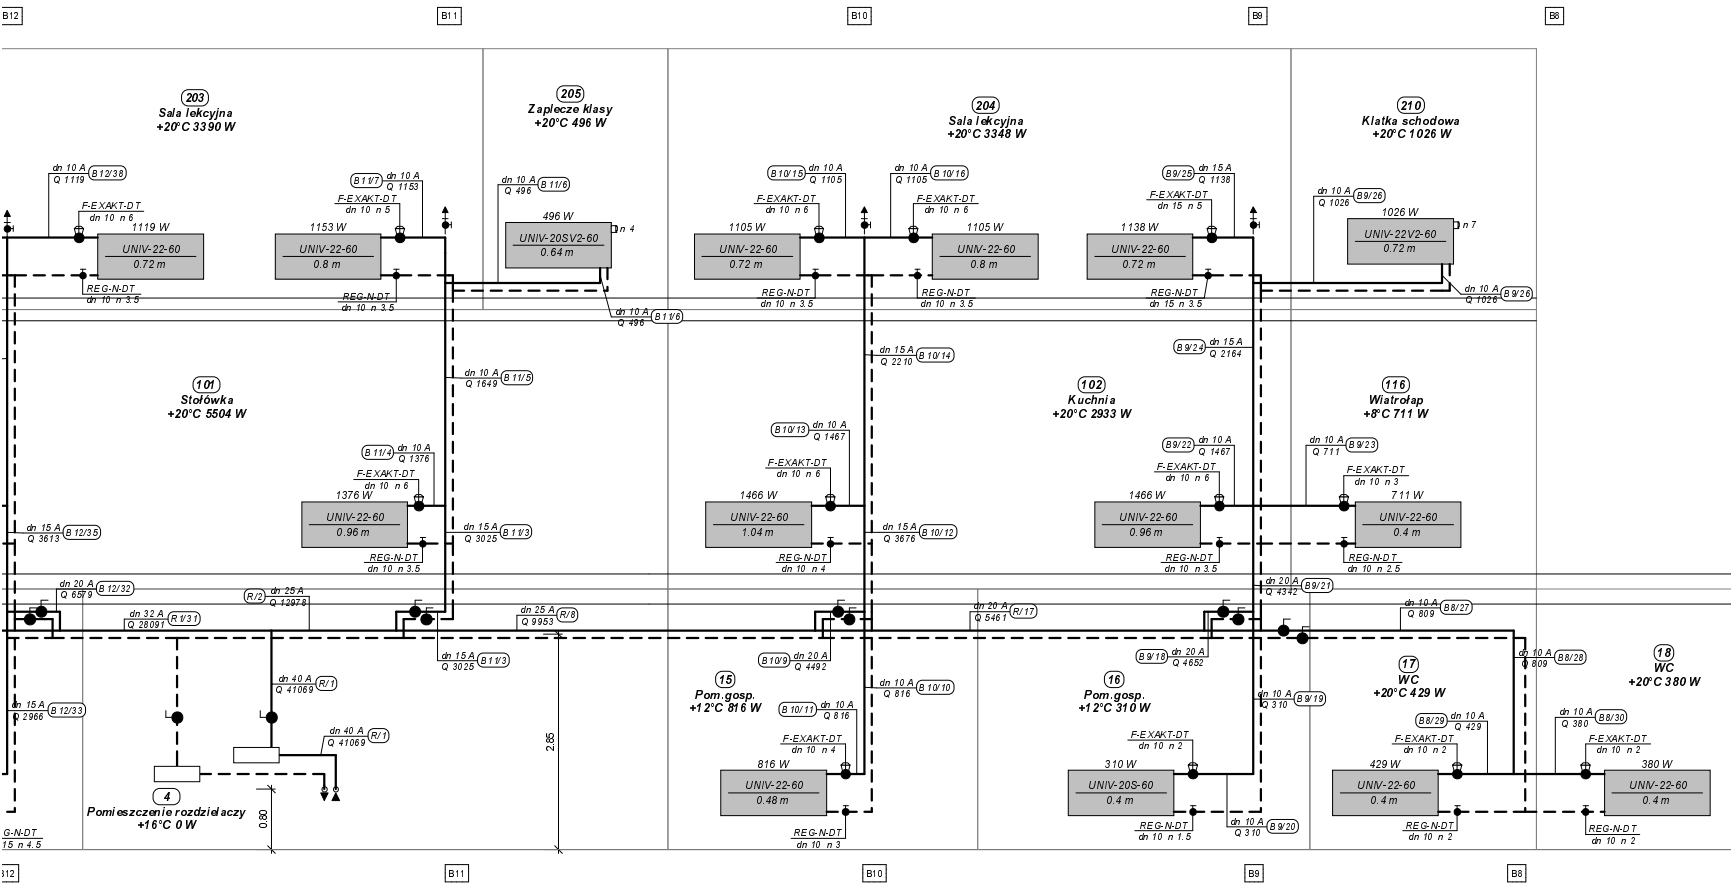 B12
B11
B10
B9
B8
203
Sala lekcyjna
+20°C 3390 W
205
Zaplecze klasy
+20°C 496 W
204
Sala lekcyjna
+20°C 3348 W
210
Klatka schodowa
+20°C 1026 W
dn 10 A
Q 1119
B12/38
F-EXAKT-DT
dn 10 n 6
1119 W
UNIV-22-60
0.72 m
REG-N-DT
dn 10 n 3.5
B11/7
dn 10 A
Q 1153
F-EXAKT-DT
dn 10 n 5
1153 W
UNIV-22-60
0.8 m
REG-N-DT
dn 10 n 3.5
dn 10 A
Q 496
B11/6
496 W
n 4
UNIV-20SV2-60
0.64 m
dn 10 A
Q 496
B11/6
B10/15
dn 10 A
Q 1105
F-EXAKT-DT
dn 10 n 6
1105 W
UNIV-22-60
0.72 m
REG-N-DT
dn 10 n 3.5
dn 10 A
Q 1105
B10/16
F-EXAKT-DT
dn 10 n 6
1105 W
UNIV-22-60
0.8 m
REG-N-DT
dn 10 n 3.5
B9/25
dn 15 A
Q 1138
F-EXAKT-DT
dn 15 n 5
1138 W
UNIV-22-60
0.72 m
REG-N-DT
dn 15 n 3.5
dn 10 A
Q 1026
B9/26
1026 W
n 7
UNIV-22V2-60
0.72 m
dn 10 A
Q 1026
B9/26
101
Stołówka
+20°C 5504 W
dn 10 A
Q 1649
B11/5
dn 15 A
Q 2210
B10/14
B9/24
dn 15 A
Q 2164
102
Kuchnia
+20°C 2933 W
116
Wiatrołap
+8°C 711 W
B11/4
dn 10 A
Q 1376
F-EXAKT-DT
dn 10 n 6
1376 W
UNIV-22-60
0.96 m
REG-N-DT
dn 10 n 3.5
B10/13
dn 10 A
Q 1467
F-EXAKT-DT
dn 10 n 6
1466 W
UNIV-22-60
1.04 m
REG-N-DT
dn 10 n 4
B9/22
dn 10 A
Q 1467
F-EXAKT-DT
dn 10 n 6
1466 W
UNIV-22-60
0.96 m
REG-N-DT
dn 10 n 3.5
dn 10 A
Q 711
B9/23
F-EXAKT-DT
dn 10 n 3
711 W
UNIV-22-60
0.4 m
REG-N-DT
dn 10 n 2.5
dn 15 A
Q 3613
B12/35
dn 15 A
Q 3025
B11/3
dn 15 A
Q 3676
B10/12
dn 20 A
Q 6579
B12/32
dn 32 A
Q 28091
R1/31
R/2
dn 25 A
Q 12978
dn 25 A
Q 9953
R/8
dn 20 A
Q 5461
R/17
dn 20 A
Q 4342
B9/21
dn 10 A
Q 809
B8/27
dn 15 A
Q 3025
B11/3
B10/9
dn 20 A
Q 4492
B9/18
dn 20 A
Q 4652
dn 10 A
Q 809
B8/28
dn 15 A
Q 2966
B12/33
dn 40 A
Q 41069
R/1
dn 40 A
Q 41069
R/1
2.85
0.80
4
Pomieszczenie rozdzielaczy
+16°C 0 W
15
Pom.gosp.
+12°C 816 W
dn 10 A
Q 816
B10/10
B10/11
dn 10 A
Q 816
F-EXAKT-DT
dn 10 n 4
816 W
UNIV-22-60
0.48 m
REG-N-DT
dn 10 n 3
16
Pom.gosp.
+12°C 310 W
dn 10 A
Q 310
B9/19
F-EXAKT-DT
dn 10 n 2
310 W
UNIV-20S-60
0.4 m
REG-N-DT
dn 10 n 1.5
dn 10 A
Q 310
B9/20
17
WC
+20°C 429 W
B8/29
dn 10 A
Q 429
F-EXAKT-DT
dn 10 n 2
429 W
UNIV-22-60
0.4 m
REG-N-DT
dn 10 n 2
18
WC
+20°C 380 W
dn 10 A
Q 380
B8/30
F-EXAKT-DT
dn 10 n 2
380 W
UNIV-22-60
0.4 m
REG-N-DT
dn 10 n 2
G-N-DT
15 n 4.5
B12
B11
B10
B9
B8